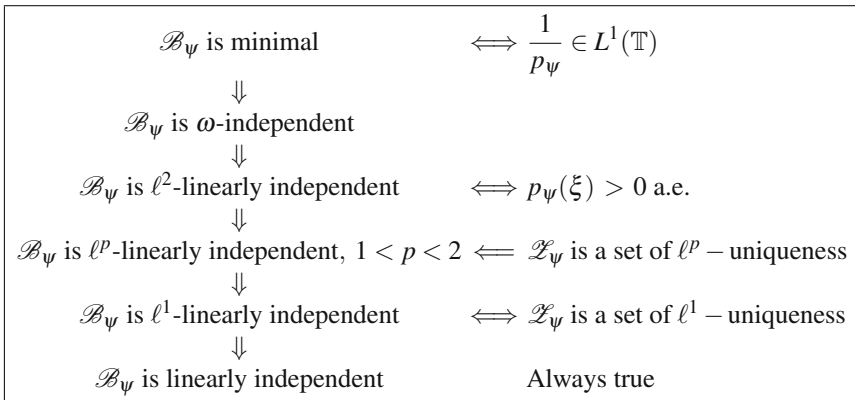 ℬ_ψ is minimal ⟺ 1/p_ψ ∈ L¹(𝕋)
⇓
ℬ_ψ is ω-independent
⇓
ℬ_ψ is ℓ²-linearly independent ⟺ p_ψ(ξ) > 0 a.e.
⇓
ℬ_ψ is ℓ^p-linearly independent, 1 < p < 2 ⟸ 𝒵_ψ is a set of ℓ^p − uniqueness
⇓
ℬ_ψ is ℓ¹-linearly independent ⟺ 𝒵_ψ is a set of ℓ¹ − uniqueness
⇓
ℬ_ψ is linearly independent Always true